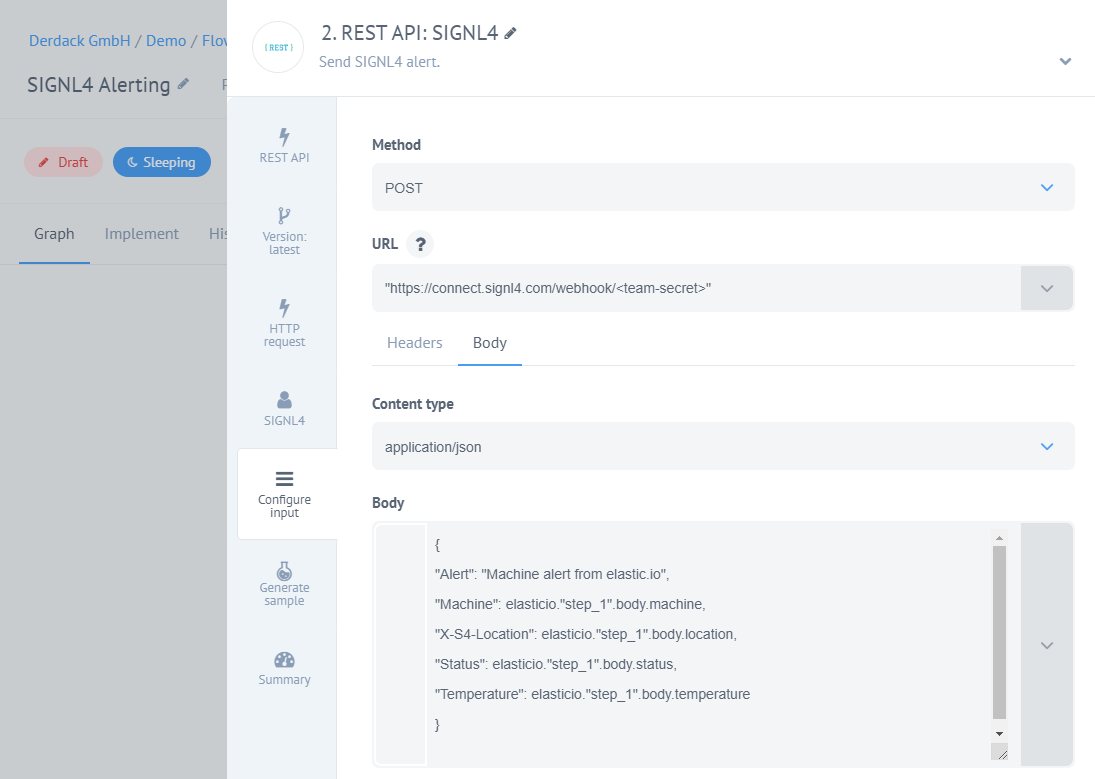 Derdack GmbH / Demo / Flow
SIGNL4 Alerting
Draft
Sleeping
Graph
Implement
His
{ REST }
2. REST API: SIGNL4
Send SIGNL4 alert.
REST API
Version:
latest
HTTP
request
SIGNL4
Configure
input
Generate
sample
Summary
Method
POST
URL ?
"https://connect.signl4.com/webhook/<team-secret>"
Headers
Body
Content type
application/json
Body
{
"Alert": "Machine alert from elastic.io",
"Machine": elasticio."step_1".body.machine,
"X-S4-Location": elasticio."step_1".body.location,
"Status": elasticio."step_1".body.status,
"Temperature": elasticio."step_1".body.temperature
}